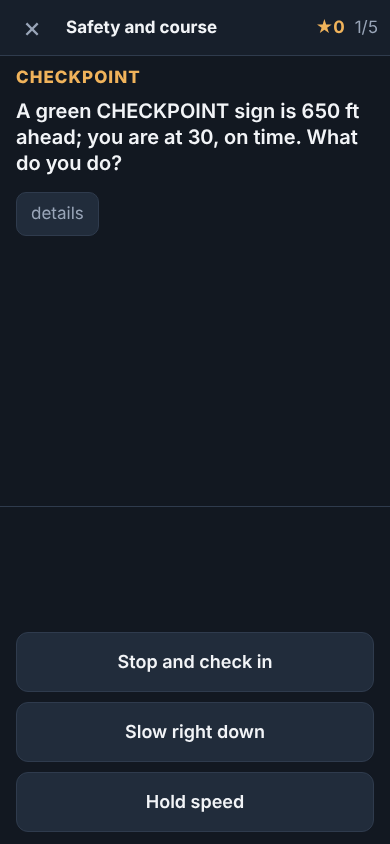 ✕ Safety and course ★0 1/5
CHECKPOINT
A green CHECKPOINT sign is 650 ft
ahead; you are at 30, on time. What
do you do?
details
Stop and check in
Slow right down
Hold speed